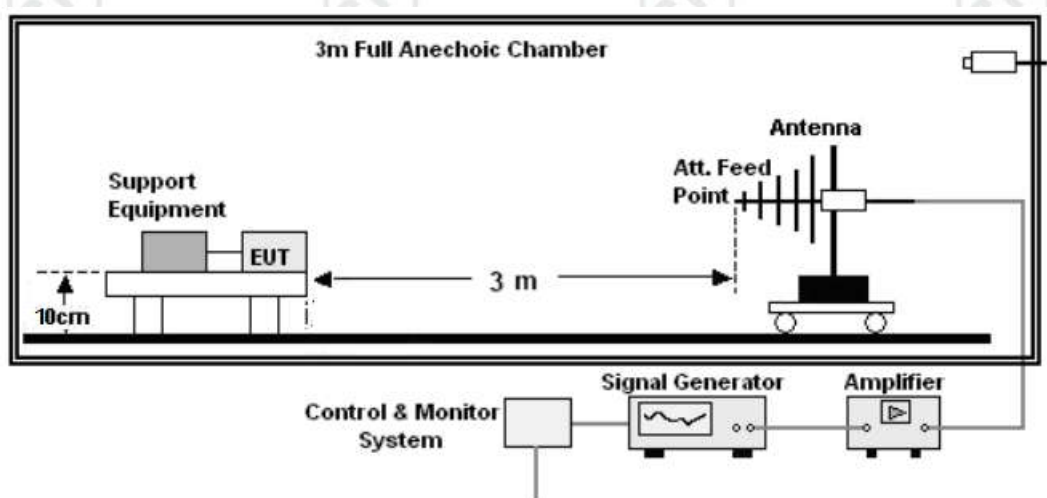 3m Full Anechoic Chamber
Antenna
Att. Feed
Point
Support
Equipment
EUT
3 m
10cm
Signal Generator
Amplifier
Control & Monitor
System